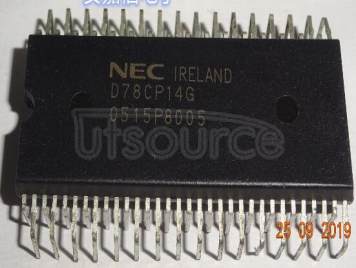 NEC IRELAND
D78CP14G
0515P8005
utsource
25 09 2019